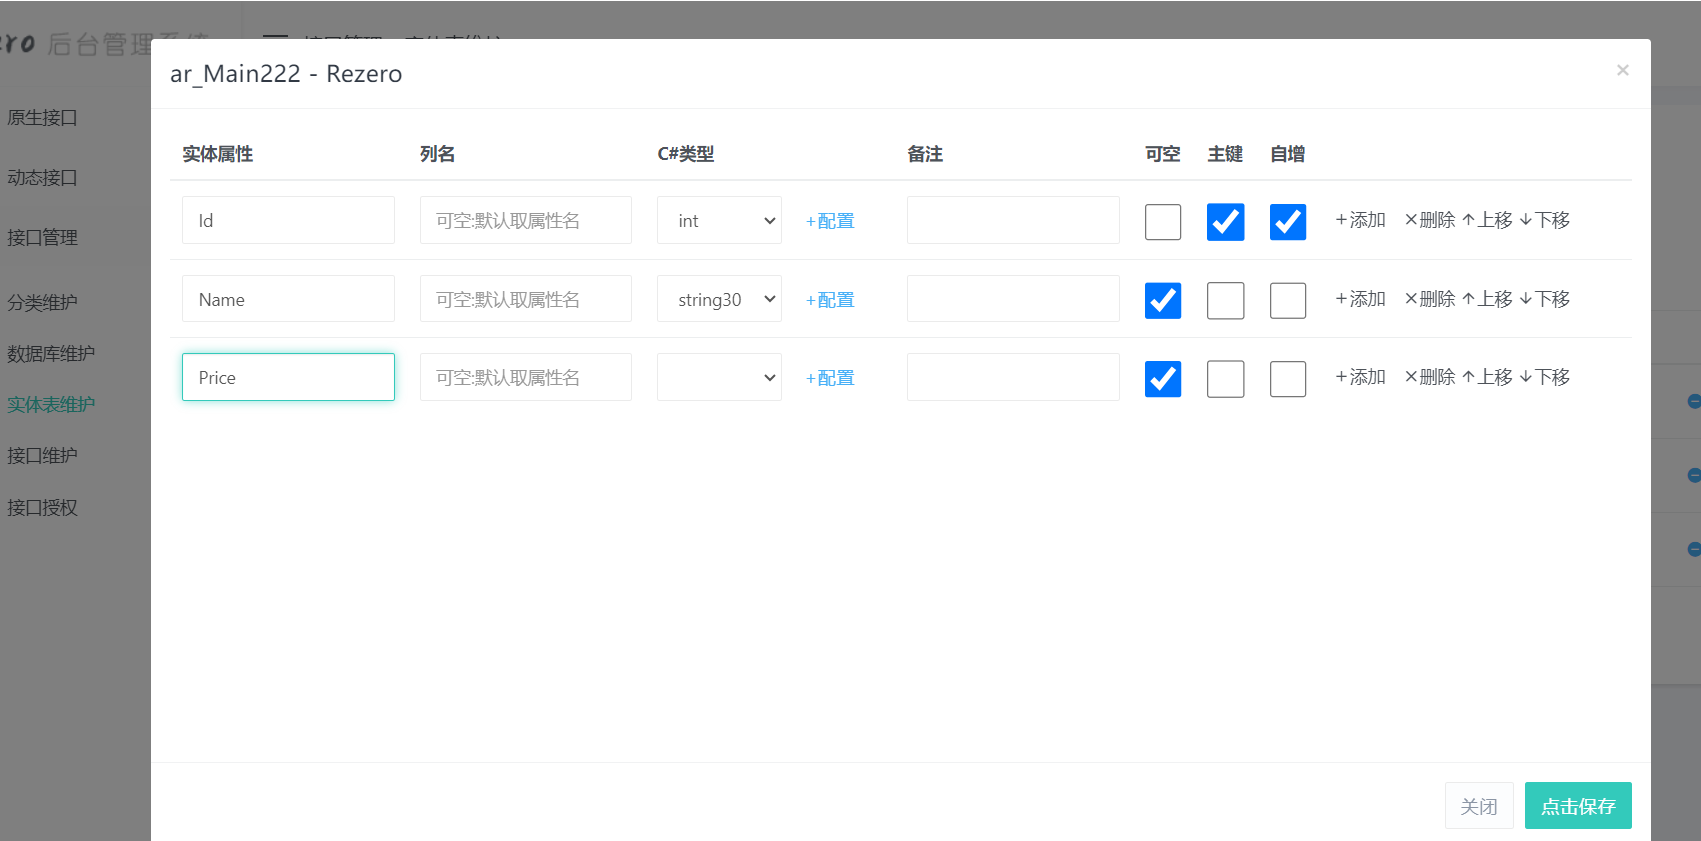 ero 后台管理系统
ar_Main222 - Rezero
×
原生接口
动态接口
接口管理
分类维护
数据库维护
实体表维护
接口维护
接口授权
实体属性 列名 C#类型 备注 可空 主键 自增
Id 可空:默认取属性名 int +配置 +添加 ×删除 ↑上移 ↓下移
Name 可空:默认取属性名 string30 +配置 +添加 ×删除 ↑上移 ↓下移
Price 可空:默认取属性名 +配置 +添加 ×删除 ↑上移 ↓下移
关闭 点击保存